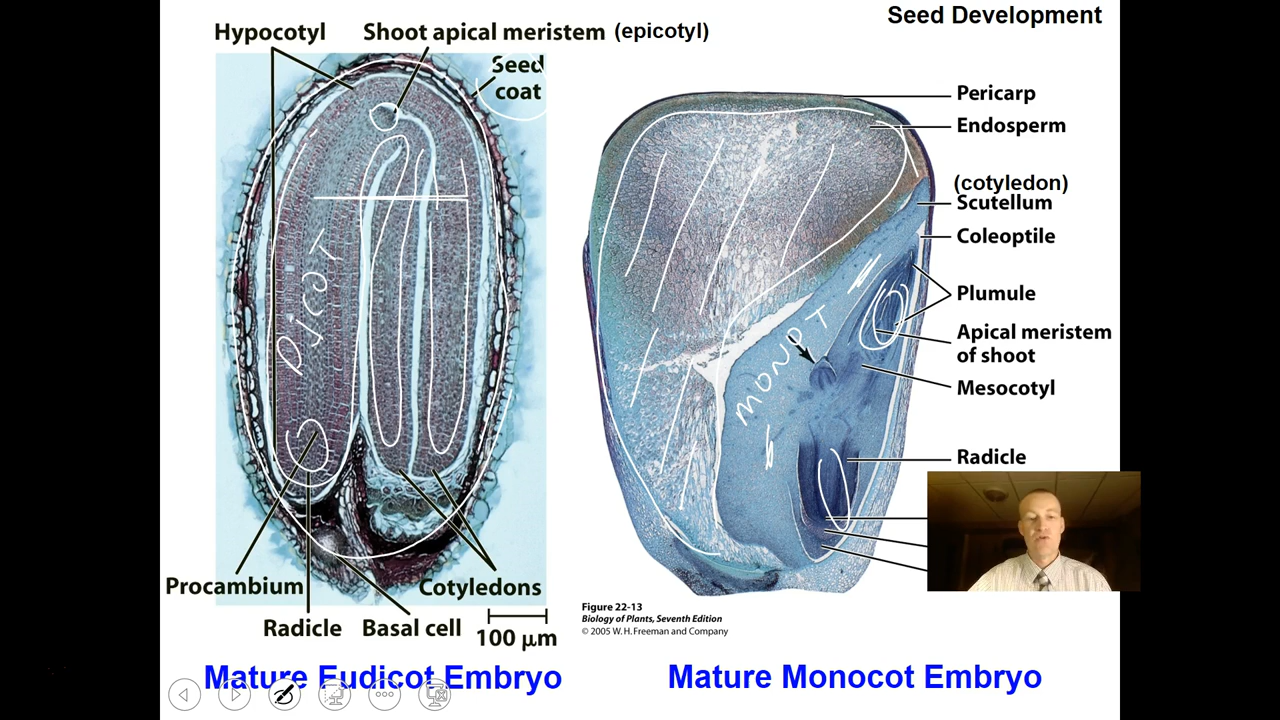 Seed Development
Hypocotyl
Shoot apical meristem (epicotyl)
Seed
coat
DICOT
Procambium
Cotyledons
Radicle
Basal cell
100 µm
Mature Eudicot Embryo
Pericarp
Endosperm
(cotyledon)
Scutellum
Coleoptile
Plumule
Apical meristem
of shoot
Mesocotyl
Radicle
MONOT
Figure 22-13
Biology of Plants, Seventh Edition
© 2005 W. H. Freeman and Company
Mature Monocot Embryo